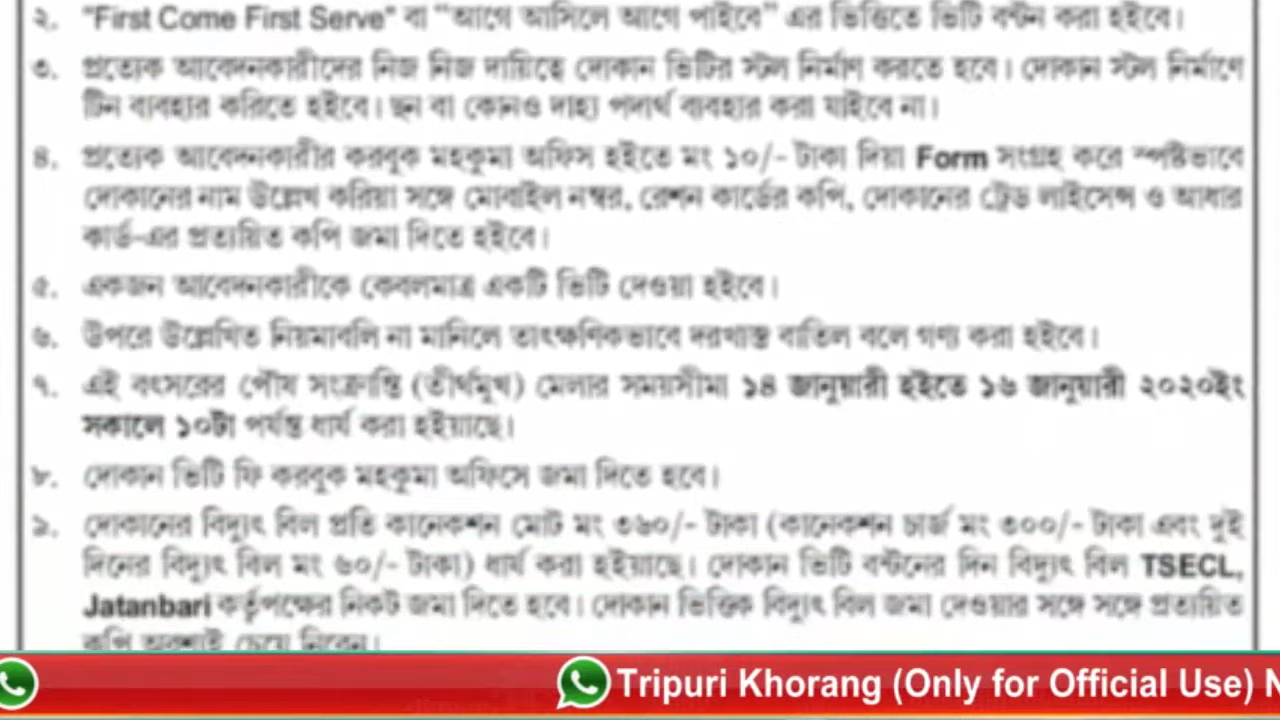 ২. "First Come First Serve" বা “আগে আসিলে আগে পাইবে” এর ভিত্তিতে ভিটি বন্টন করা হইবে।
৩. প্রত্যেক আবেদনকারীদের নিজ নিজ দায়িত্বে দোকান ভিটির স্টল নির্মাণ করতে হবে। দোকান স্টল নির্মাণে
টিন ব্যবহার করিতে হইবে। ছন বা কোনও দাহ্য পদার্থ ব্যবহার করা যাইবে না।
৪. প্রত্যেক আবেদনকারীর করবুক মহকুমা অফিস হইতে মং ১০/- টাকা দিয়া Form সংগ্রহ করে স্পষ্টভাবে
দোকানের নাম উল্লেখ করিয়া সঙ্গে মোবাইল নম্বর, রেশন কার্ডের কপি, দোকানের ট্রেড লাইসেন্স ও আধার
কার্ড-এর প্রত্যয়িত কপি জমা দিতে হইবে।
৫. একজন আবেদনকারীকে কেবলমাত্র একটি ভিটি দেওয়া হইবে।
৬. উপরে উল্লেখিত নিয়মাবলি না মানিলে তাৎক্ষণিকভাবে দরখাস্ত বাতিল বলে গণ্য করা হইবে।
৭. এই বৎসরের পৌষ সংক্রান্তি (তীর্থমুখ) মেলার সময়সীমা ১৪ জানুয়ারী হইতে ১৬ জানুয়ারী ২০২০ইং
সকালে ১০টা পর্যন্ত ধার্য করা হইয়াছে।
৮. দোকান ভিটি ফি করবুক মহকুমা অফিসে জমা দিতে হবে।
৯. দোকানের বিদ্যুৎ বিল প্রতি কানেকশন মোট মং ৩৬০/- টাকা (কানেকশন চার্জ মং ৩০০/- টাকা এবং দুই
দিনের বিদ্যুৎ বিল মং ৬০/- টাকা) ধার্য করা হইয়াছে। দোকান ভিটি বন্টনের দিন বিদ্যুৎ বিল TSECL,
Jatanbari কর্তৃপক্ষের নিকট জমা দিতে হবে। দোকান ভিত্তিক বিদ্যুৎ বিল জমা দেওয়ার সঙ্গে সঙ্গে প্রত্যয়িত
কপি অবশ্যই চেয়ে নিবেন।
Tripuri Khorang (Only for Official Use) N